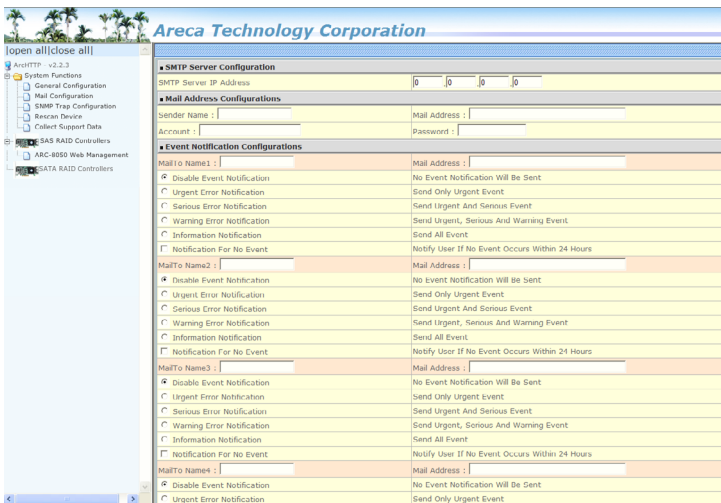 Areca Technology Corporation
|open all|close all|
ArcHTTP - v2.2.3
System Functions
General Configuration
Mail Configuration
SNMP Trap Configuration
Rescan Device
Collect Support Data
SAS RAID Controllers
ARC-8050 Web Management
SATA RAID Controllers
SMTP Server Configuration
SMTP Server IP Address 0 .0 .0 .0
Mail Address Configurations
Sender Name : Mail Address :
Account : Password :
Event Notification Configurations
MailTo Name1 : Mail Address :
Disable Event Notification No Event Notification Will Be Sent
Urgent Error Notification Send Only Urgent Event
Serious Error Notification Send Urgent And Serious Event
Warning Error Notification Send Urgent, Serious And Warning Event
Information Notification Send All Event
Notification For No Event Notify User If No Event Occurs Within 24 Hours
MailTo Name2 : Mail Address :
Disable Event Notification No Event Notification Will Be Sent
Urgent Error Notification Send Only Urgent Event
Serious Error Notification Send Urgent And Serious Event
Warning Error Notification Send Urgent, Serious And Warning Event
Information Notification Send All Event
Notification For No Event Notify User If No Event Occurs Within 24 Hours
MailTo Name3 : Mail Address :
Disable Event Notification No Event Notification Will Be Sent
Urgent Error Notification Send Only Urgent Event
Serious Error Notification Send Urgent And Serious Event
Warning Error Notification Send Urgent, Serious And Warning Event
Information Notification Send All Event
Notification For No Event Notify User If No Event Occurs Within 24 Hours
MailTo Name4 : Mail Address :
Disable Event Notification No Event Notification Will Be Sent
Urgent Error Notification Send Only Urgent Event